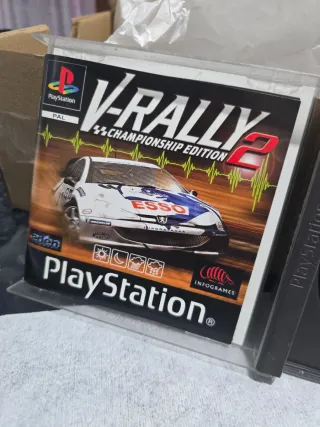 PlayStation
PAL
V-RALLY 2
CHAMPIONSHIP EDITION
ESSO
INFOGRAMES
PlayStation®